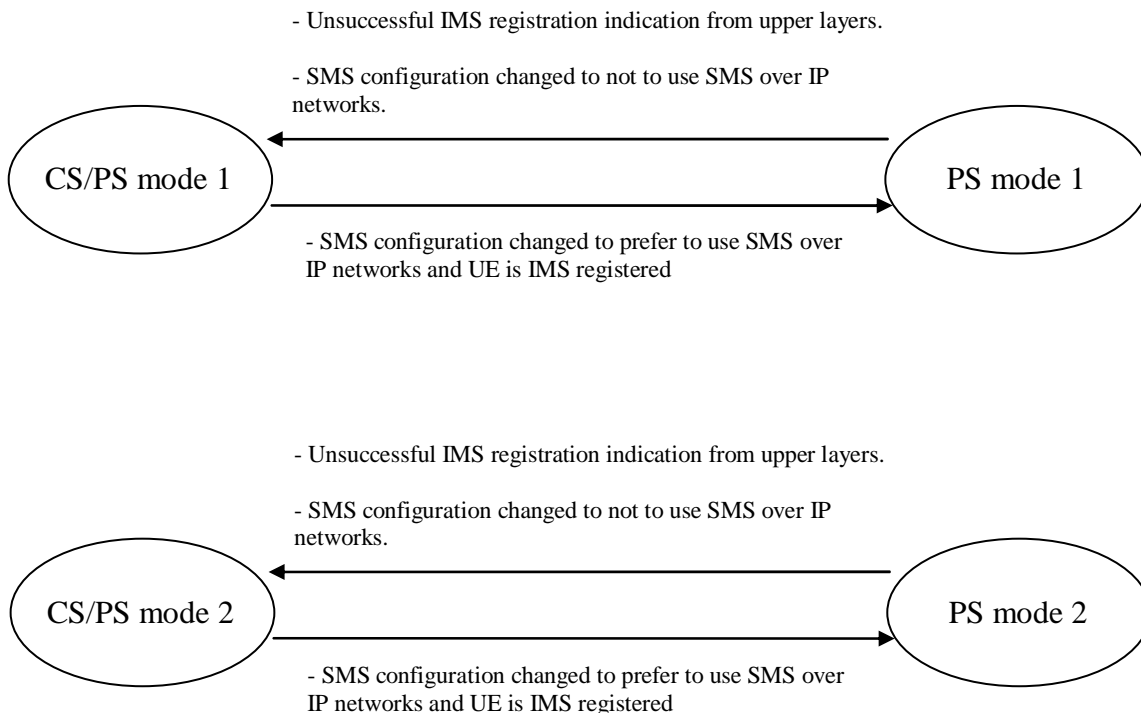 - Unsuccessful IMS registration indication from upper layers.
- SMS configuration changed to not to use SMS over IP
networks.
CS/PS mode 1
PS mode 1
- SMS configuration changed to prefer to use SMS over
IP networks and UE is IMS registered
- Unsuccessful IMS registration indication from upper layers.
- SMS configuration changed to not to use SMS over IP
networks.
CS/PS mode 2
PS mode 2
- SMS configuration changed to prefer to use SMS over
IP networks and UE is IMS registered